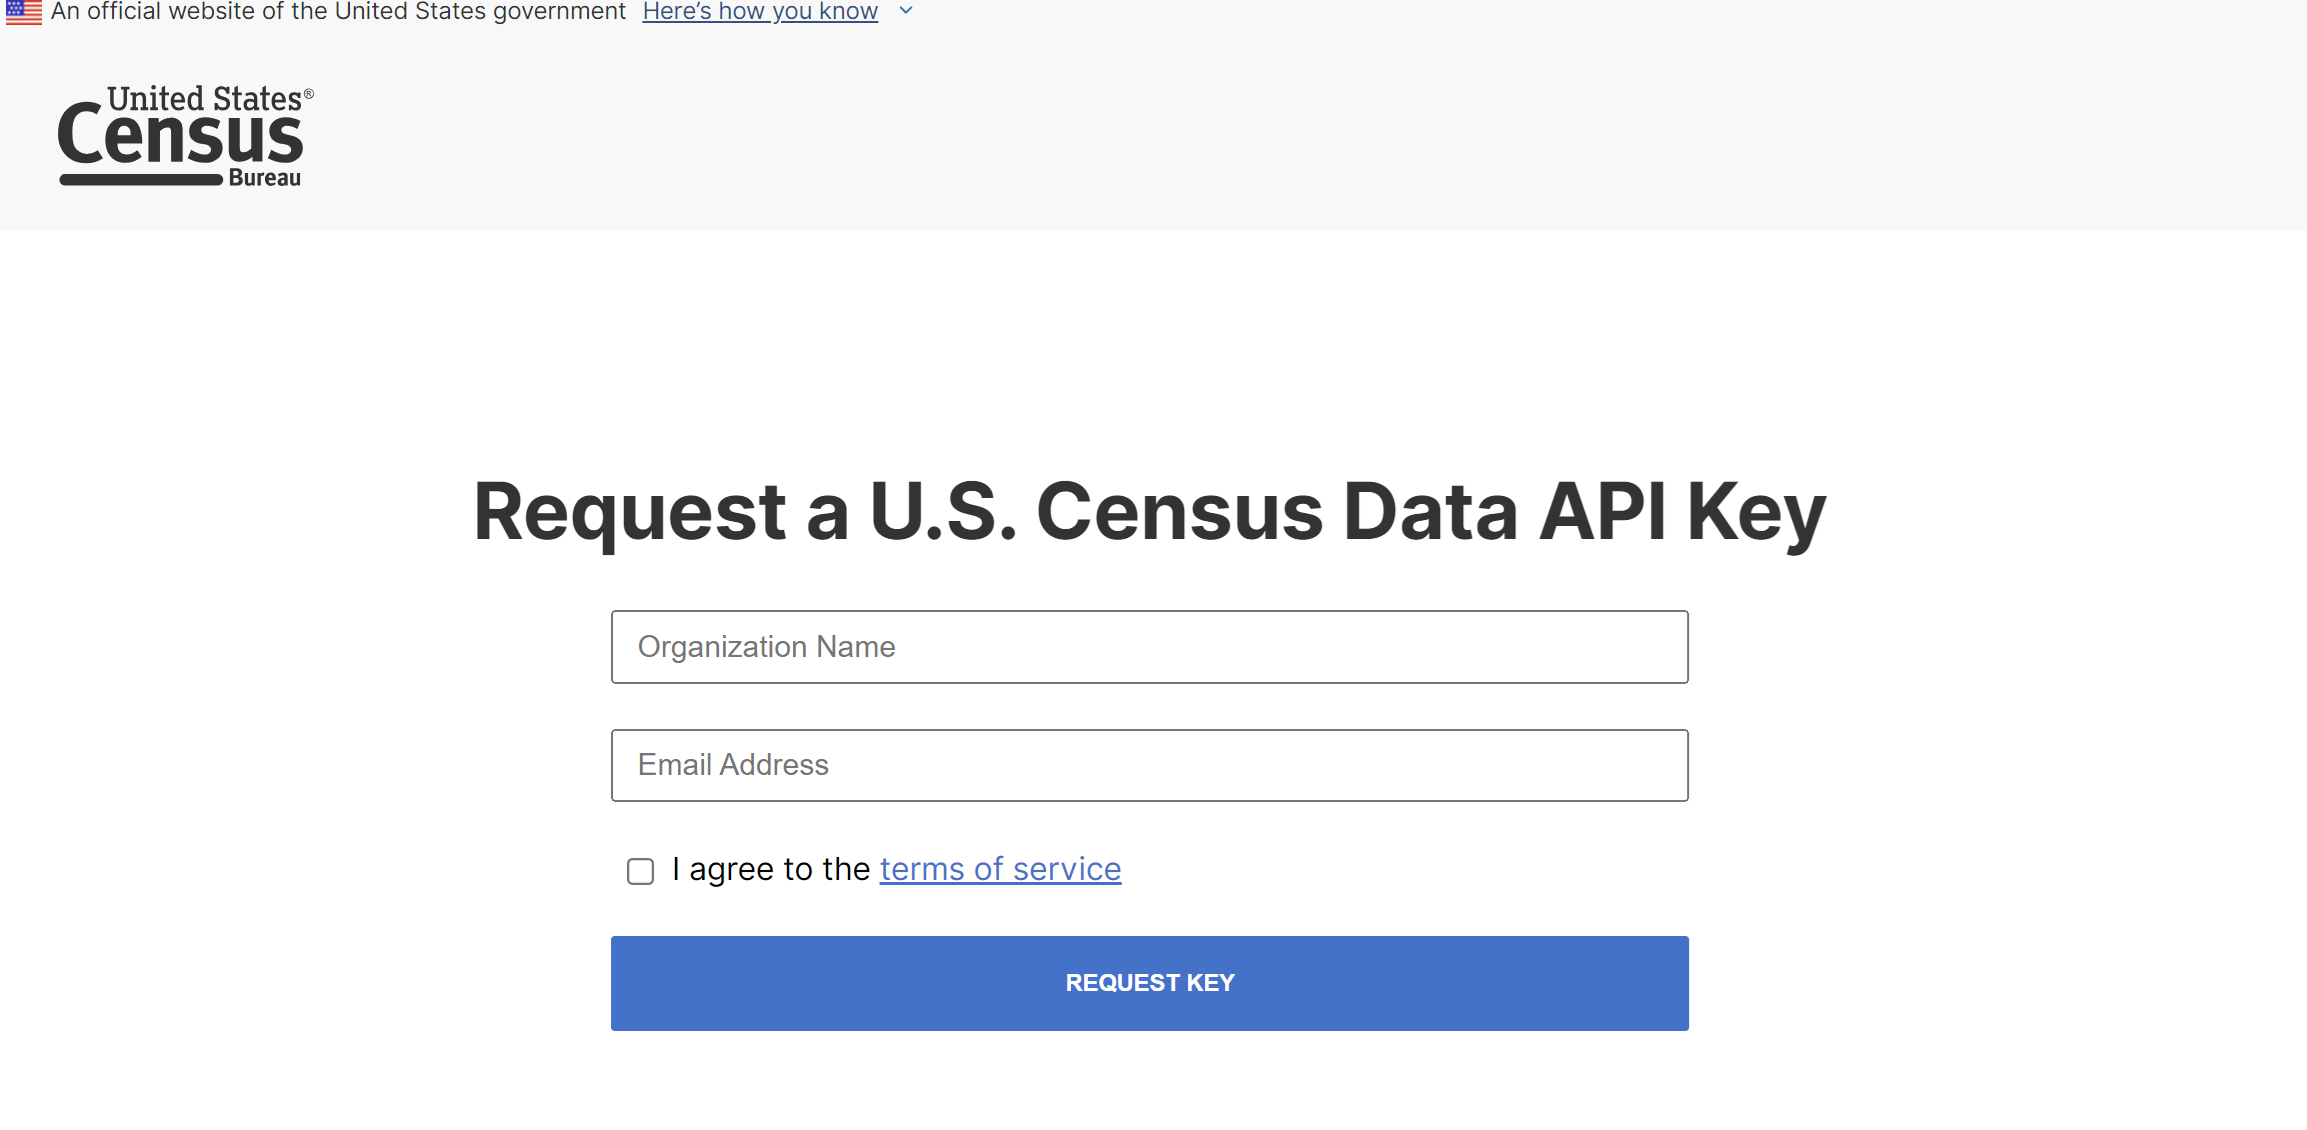 An official website of the United States government Here’s how you know
United States®
Census
Bureau
Request a U.S. Census Data API Key
Organization Name
Email Address
I agree to the terms of service
REQUEST KEY